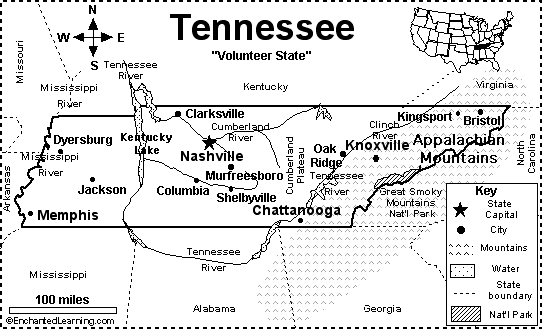 Tennessee
"Volunteer State"
N
W
E
S
Missouri
Tennessee
River
Mississippi
River
Kentucky
Virginia
Clarksville
Cumberland
River
Kingsport
Bristol
Dyersburg
Kentucky
Lake
Nashville
Clinch
River
Oak
Ridge
Knoxville
Appalachian
Mountains
North
Carolina
Mississippi
River
Arkansas
Murfreesboro
Cumberland
Plateau
Tennessee
River
Jackson
Columbia
Shelbyville
Great Smoky
Mountains
Nat'l Park
Memphis
Chattanooga
Tennessee
River
Mississippi
Alabama
Georgia
Key
State
Capital
City
Mountains
Water
State
boundary
Nat'l Park
100 miles
©EnchantedLearning.com